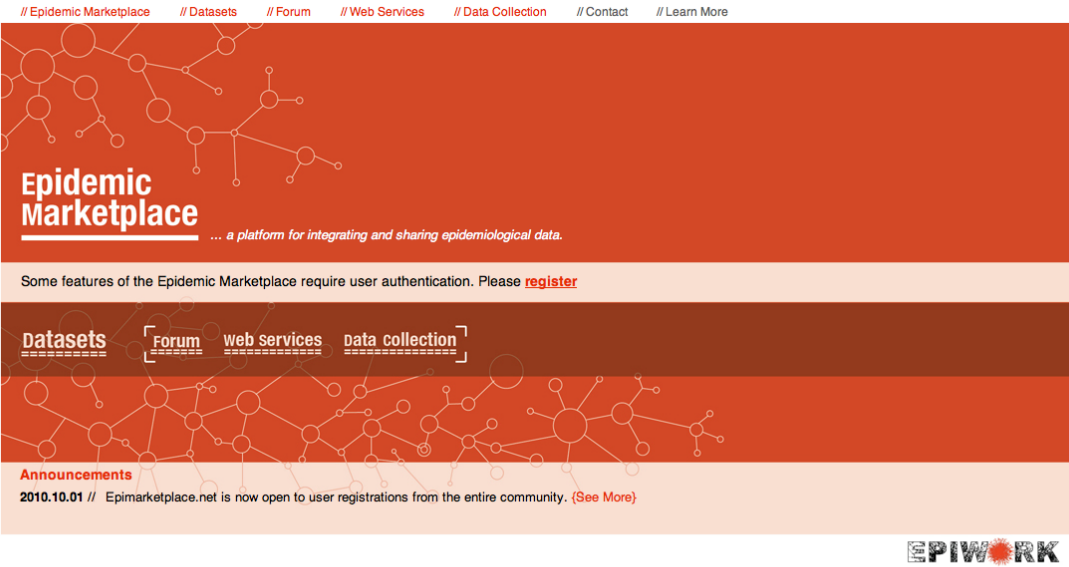 // Epidemic Marketplace // Datasets // Forum // Web Services // Data Collection // Contact // Learn More
Epidemic
Marketplace
... a platform for integrating and sharing epidemiological data.
Some features of the Epidemic Marketplace require user authentication. Please register
Datasets Forum Web Services Data Collection
Announcements
2010.10.01 // Epimarketplace.net is now open to user registrations from the entire community. {See More}
EPIWORK